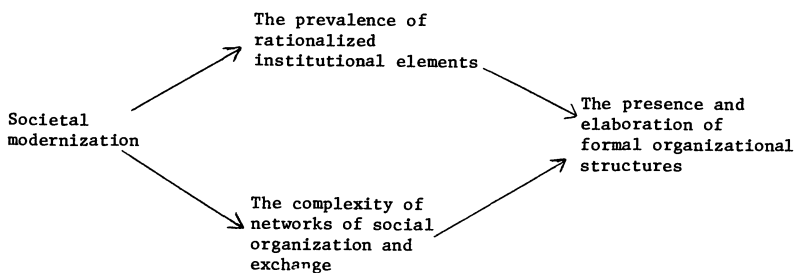 The prevalence of
rationalized
institutional elements
Societal
modernization
The presence and
elaboration of
formal organizational
structures
The complexity of
networks of social
organization and
exchange